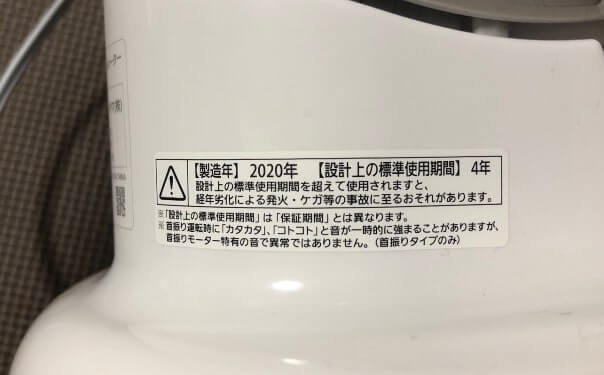 ーター
【製造年】 2020年 【設計上の標準使用期間】 4年
設計上の標準使用期間を超えて使用されますと、
経年劣化による発火・ケガ等の事故に至るおそれがあります。
※「設計上の標準使用期間」は「保証期間」とは異なります。
※ 首振り運転時に「カタカタ」、「コトコト」と音が一時的に強まることがありますが、
首振りモーター特有の音で異常ではありません。（首振りタイプのみ）